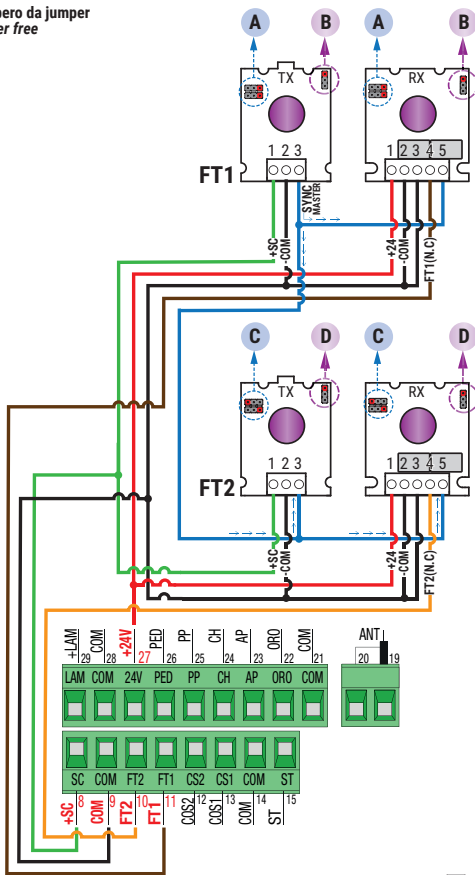 pero da jumper
er free
A B A B
TX RX
1 2 3 1 2 3 4 5
FT1
SYNC
MASTER
+SC -COM +24 -COM FT1(N.C)
C D C D
TX RX
1 2 3 1 2 3 4 5
FT2
+SC -COM +24 -COM FT2(N.C)
+LAM COM +24V PED PP CH AP ORO COM ANT
29 28 27 26 25 24 23 22 21 20 19
LAM COM 24V PED PP CH AP ORO COM
SC COM FT2 FT1 CS2 CS1 COM ST
8 9 10 11 12 13 14 15
+SC COM FT2 FT1 COS2 COS1 COM ST